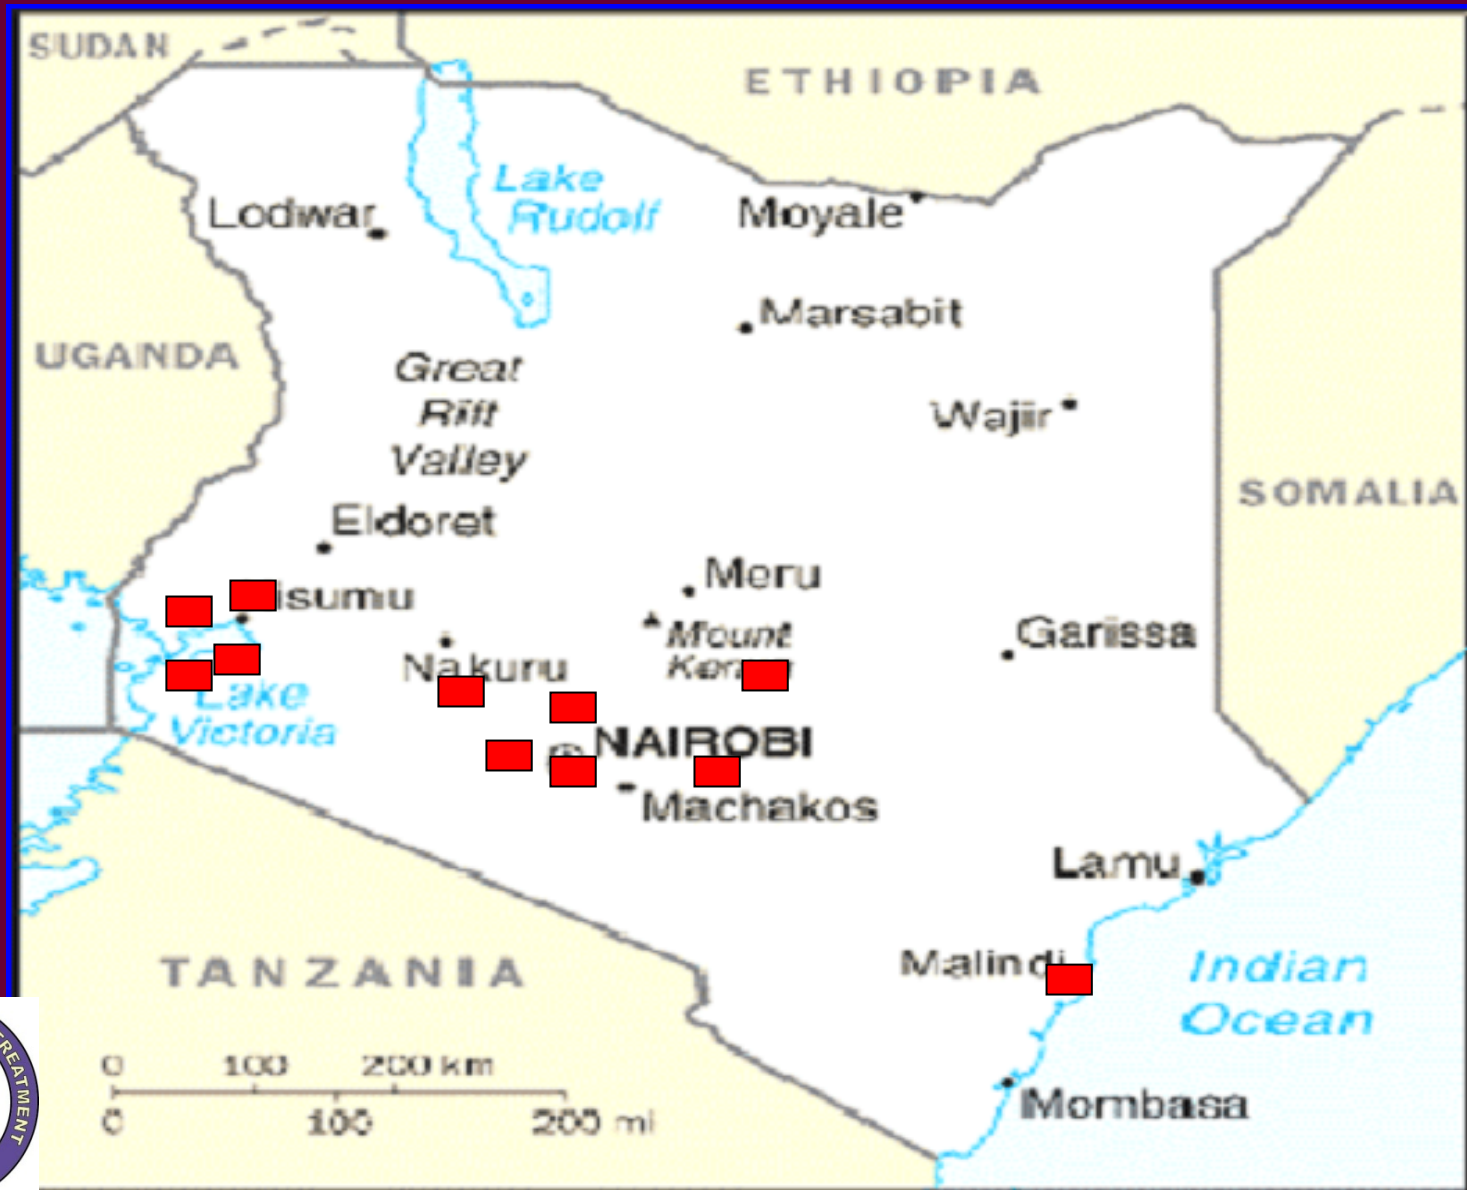 SUDAN
ETHIOPIA
Lake
Rudolf
Lodwar
Moyale
Marsabit
UGANDA
Great
Rift
Valley
Wajir
SOMALIA
Eldoret
Meru
isumu
Mount
Garissa
Nakuru
Lake
Victoria
NAIROBI
Machakos
Lamu
Malindi
TANZANIA
Indian
Ocean
0 100 200 km
0 100 200 mi
Mombasa
TREATMENT